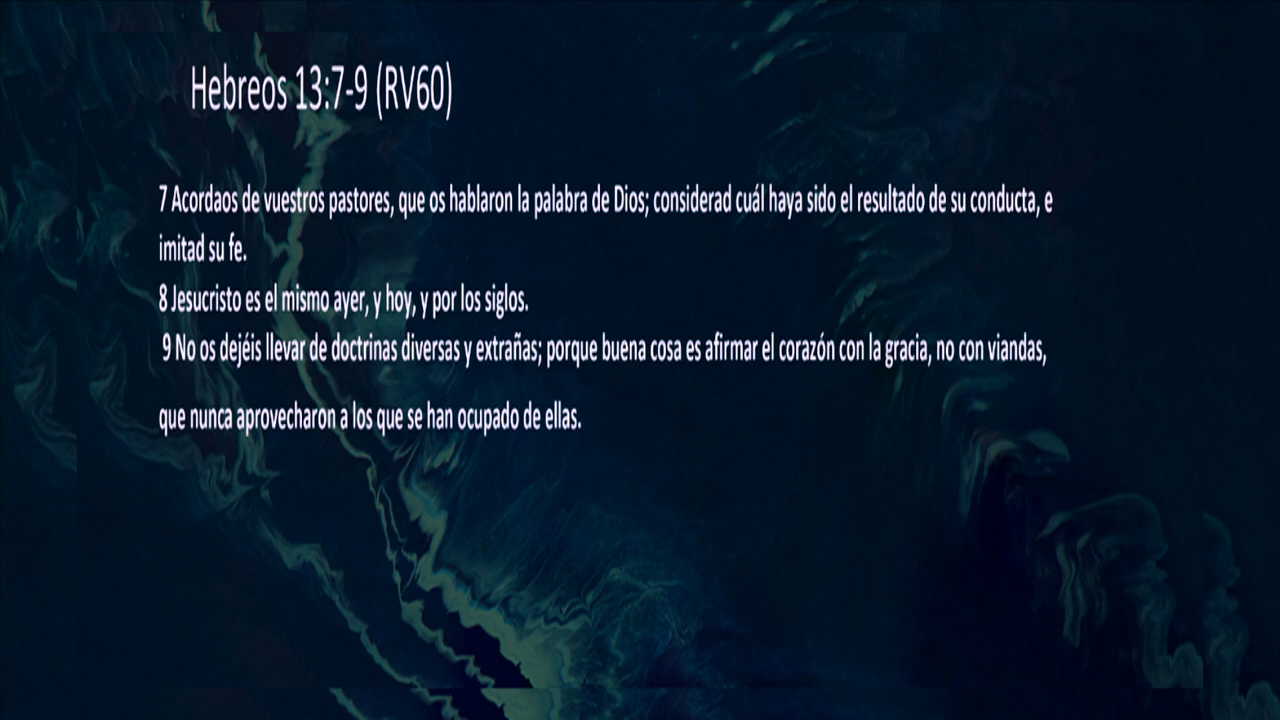 Hebreos 13:7-9 (RV60)
7 Acordaos de vuestros pastores, que os hablaron la palabra de Dios; considerad cuál haya sido el resultado de su conducta, e
imitad su fe.
8 Jesucristo es el mismo ayer, y hoy, y por los siglos.
9 No os dejéis llevar de doctrinas diversas y extrañas; porque buena cosa es afirmar el corazón con la gracia, no con viandas,
que nunca aprovecharon a los que se han ocupado de ellas.